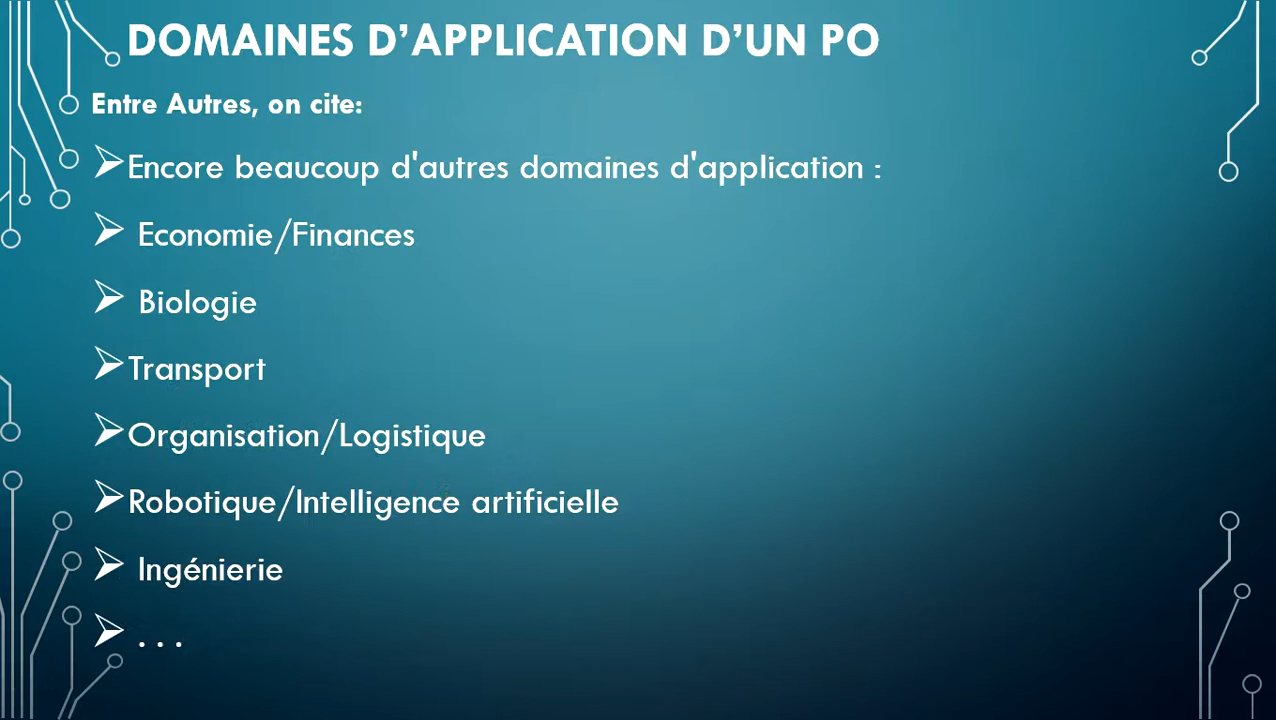 DOMAINES D’APPLICATION D’UN PO
Entre Autres, on cite:
Encore beaucoup d'autres domaines d'application :
Economie/Finances
Biologie
Transport
Organisation/Logistique
Robotique/Intelligence artificielle
Ingénierie
. . .